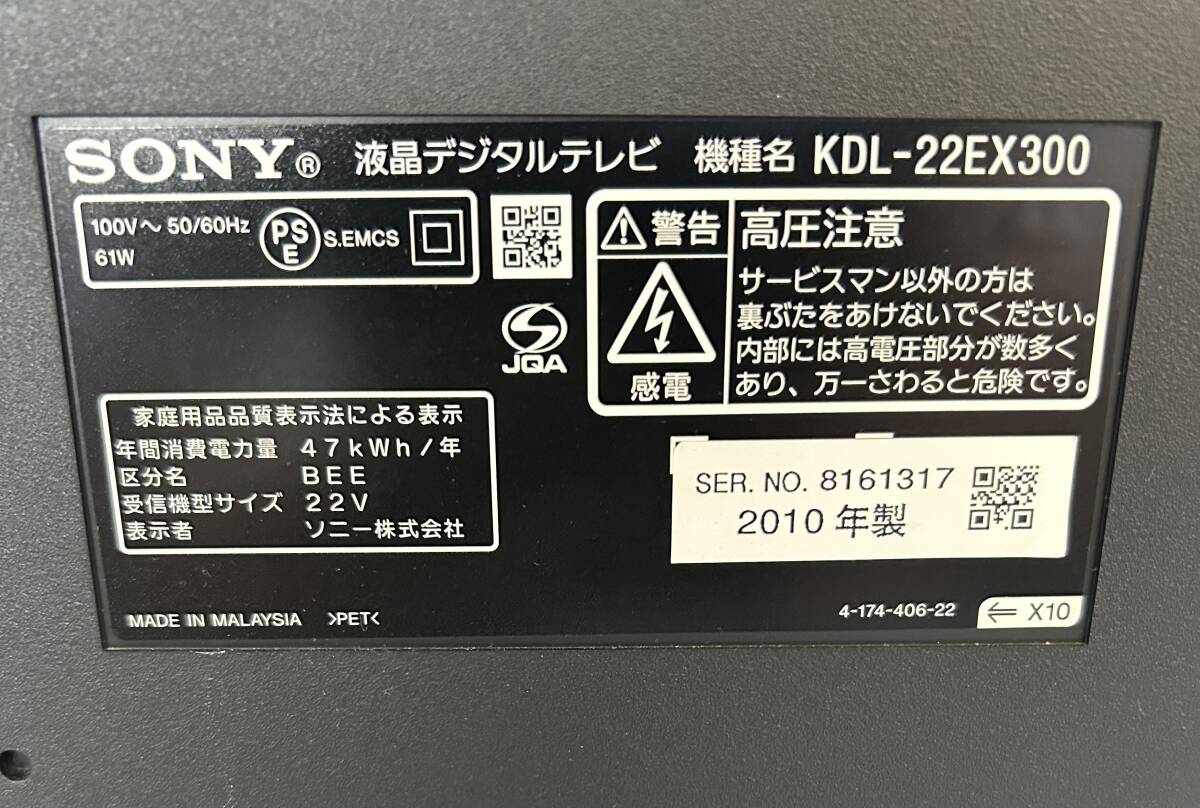 SONY® 液晶デジタルテレビ 機種名 KDL-22EX300
100V～ 50/60Hz
61W
PSE
S.EMCS
JQA
警告
感電
高圧注意
サービスマン以外の方は
裏ぶたをあけないでください。
内部には高電圧部分が数多く
あり、万一さわると危険です。
家庭用品品質表示法による表示
年間消費電力量 47kWh/年
区分名 BEE
受信機型サイズ 22V
表示者 ソニー株式会社
SER. NO. 8161317
2010 年製
MADE IN MALAYSIA >PET<
4-174-406-22
⇐ X10